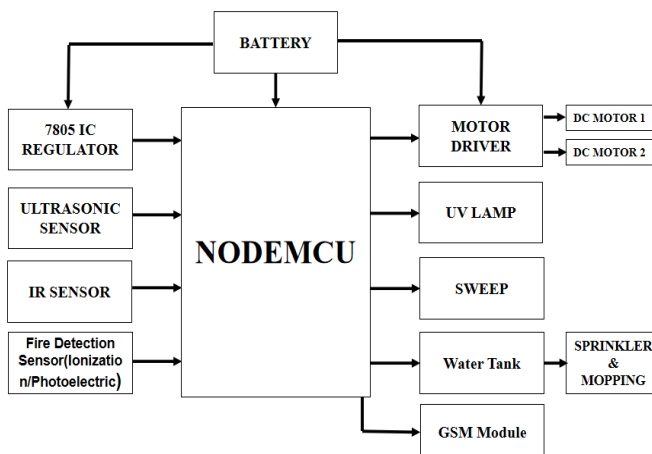 BATTERY
7805 IC
REGULATOR
ULTRASONIC
SENSOR
IR SENSOR
Fire Detection
Sensor(Ionizatio
n/Photoelectric)
NODEMCU
MOTOR
DRIVER
DC MOTOR 1
DC MOTOR 2
UV LAMP
SWEEP
Water Tank
SPRINKLER
&
MOPPING
GSM Module